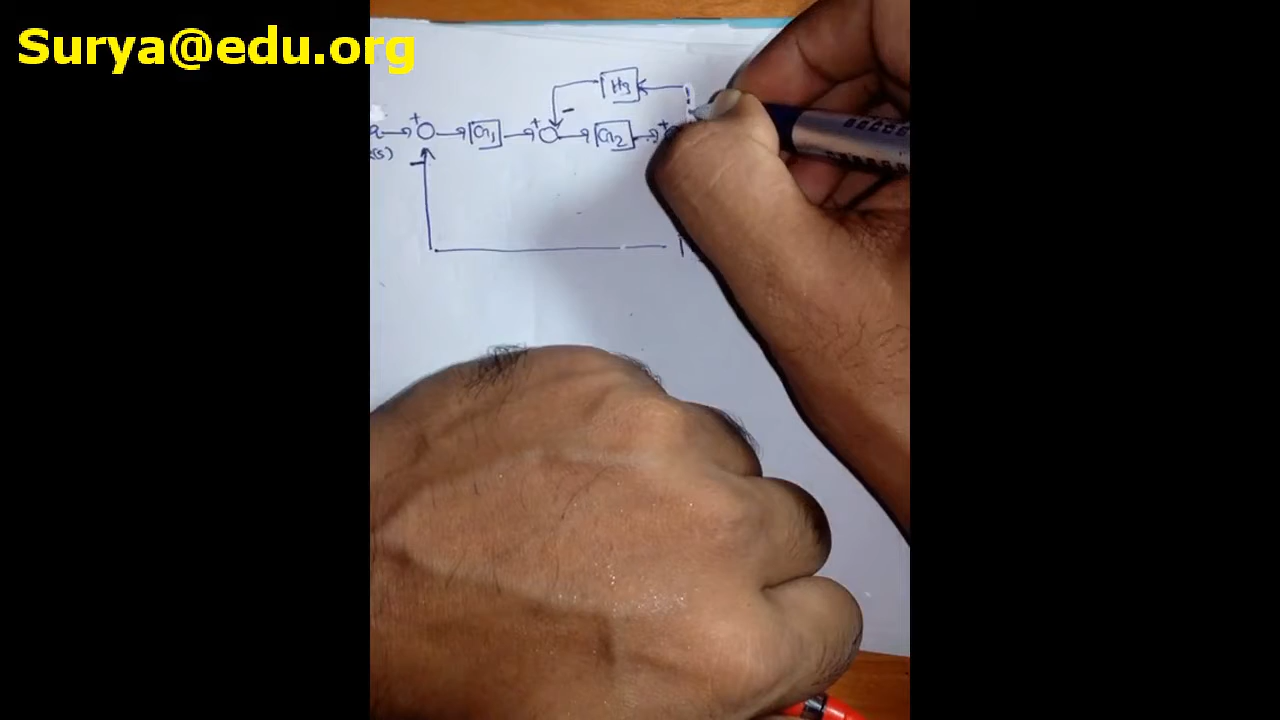 Surya@edu.org
H3
+
-
+
+
R(s)
G1
G2
-